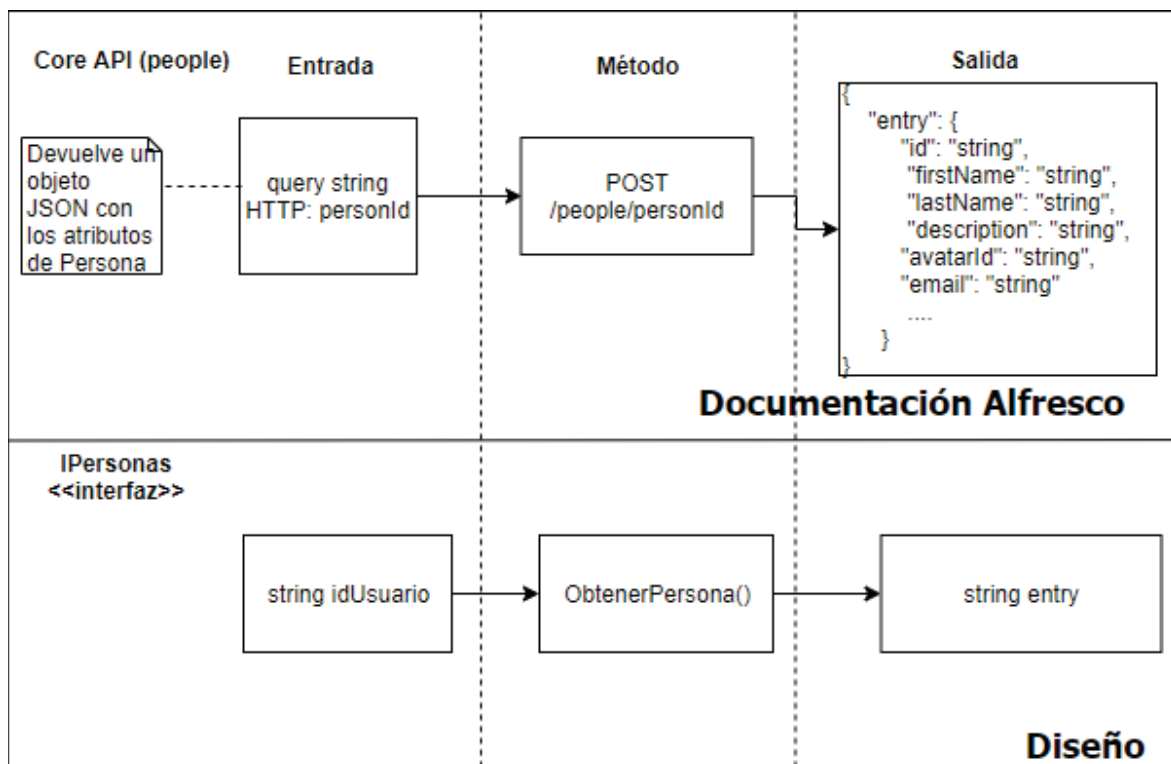 Core API (people)
Entrada
Método
Salida
Devuelve un
objeto
JSON con
los atributos
de Persona
query string
HTTP: personId
POST
/people/personId
{
"entry": {
"id": "string",
"firstName": "string",
"lastName": "string",
"description": "string",
"avatarId": "string",
"email": "string"
....
}
}
Documentación Alfresco
IPersonas
<<interfaz>>
string idUsuario
ObtenerPersona()
string entry
Diseño